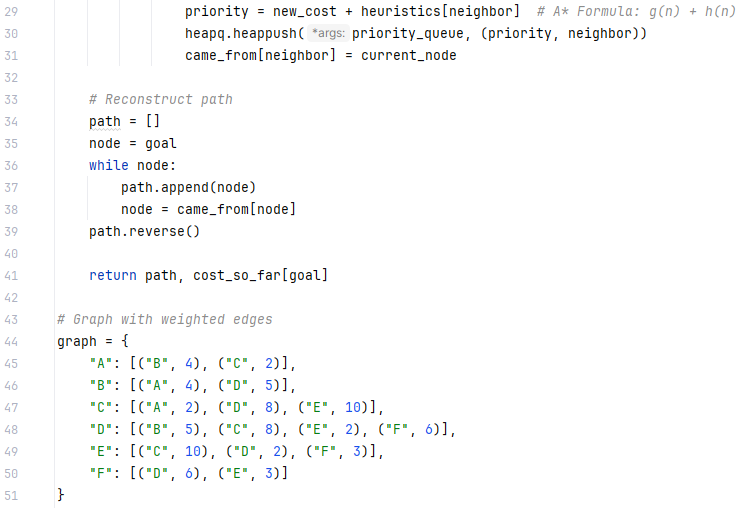 29 priority = new_cost + heuristics[neighbor]  # A* Formula: g(n) + h(n)
30 heapq.heappush( *args: priority_queue, (priority, neighbor))
31 came_from[neighbor] = current_node
32
33 # Reconstruct path
34 path = []
35 node = goal
36 while node:
37 path.append(node)
38 node = came_from[node]
39 path.reverse()
40
41 return path, cost_so_far[goal]
42
43 # Graph with weighted edges
44 graph = {
45 "A": [("B", 4), ("C", 2)],
46 "B": [("A", 4), ("D", 5)],
47 "C": [("A", 2), ("D", 8), ("E", 10)],
48 "D": [("B", 5), ("C", 8), ("E", 2), ("F", 6)],
49 "E": [("C", 10), ("D", 2), ("F", 3)],
50 "F": [("D", 6), ("E", 3)]
51 }